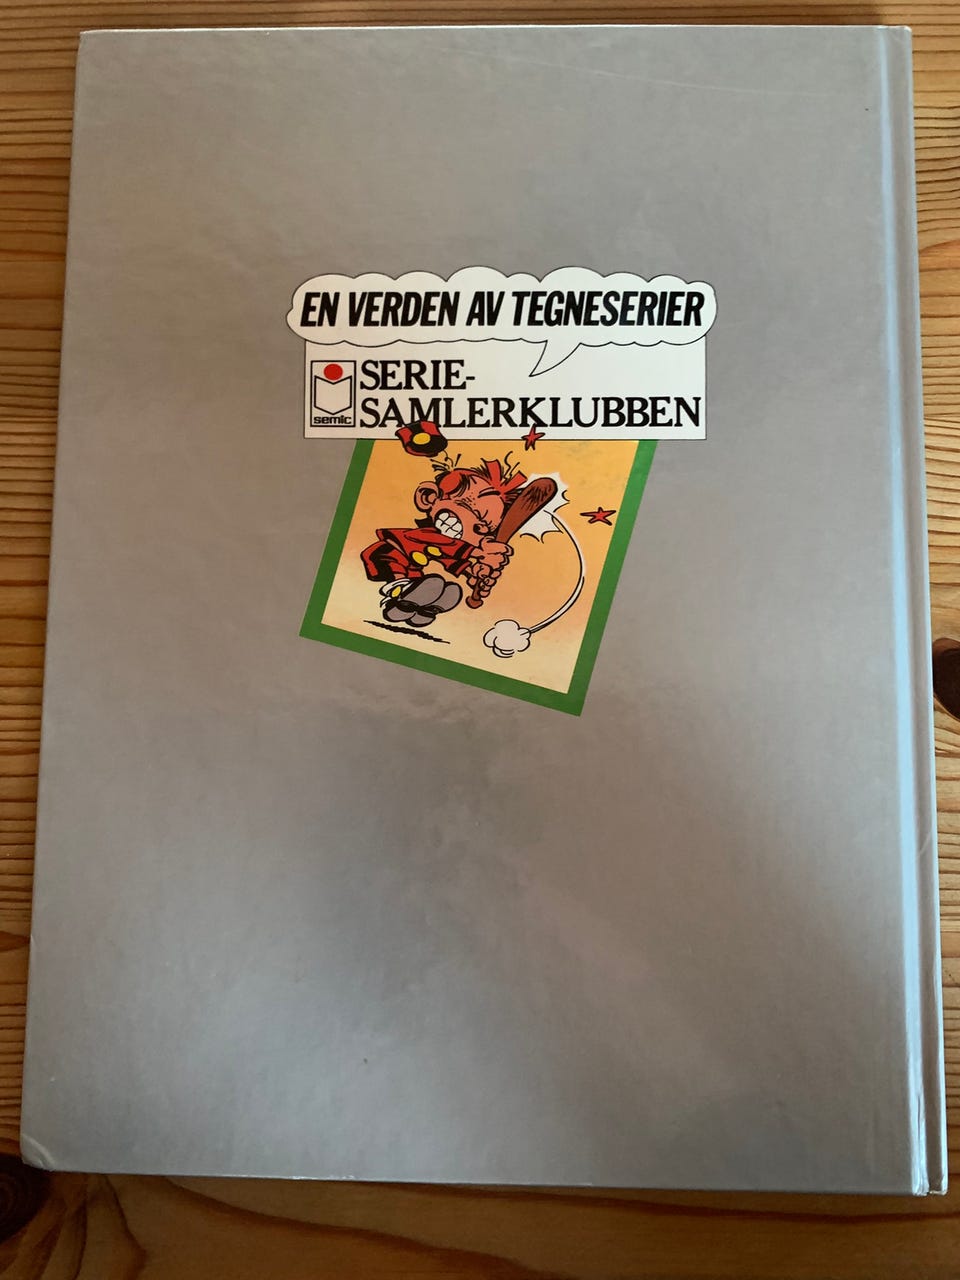 EN VERDEN AV TEGNESERIER
SERIE-
SAMLERKLUBBEN
semic